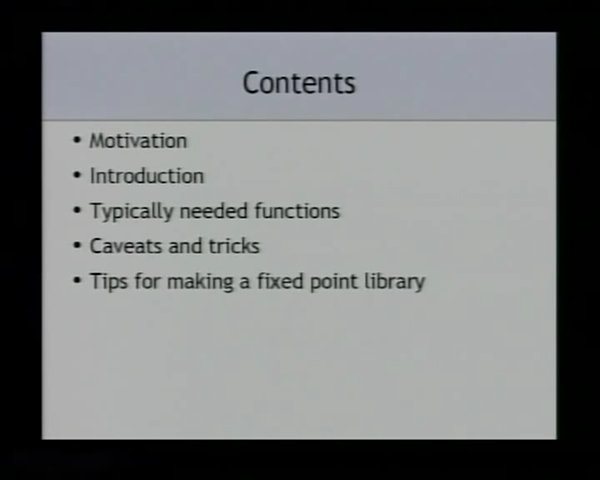 Contents
• Motivation
• Introduction
• Typically needed functions
• Caveats and tricks
• Tips for making a fixed point library